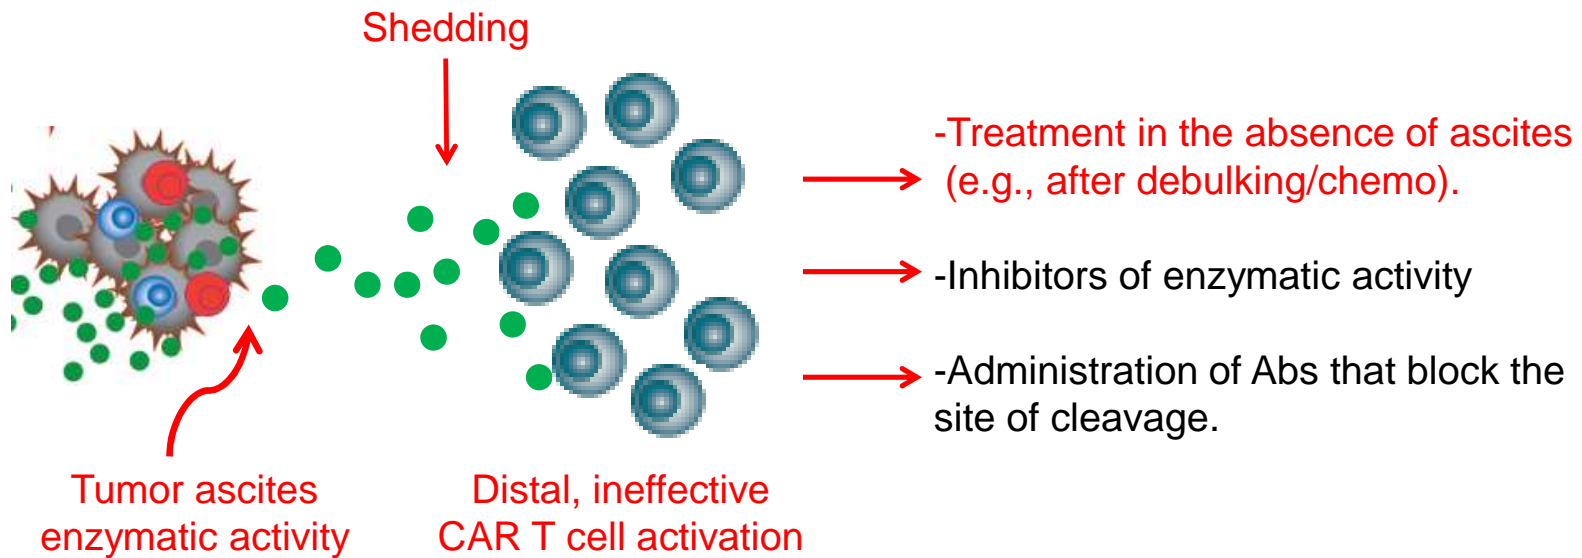 Shedding
-Treatment in the absence of ascites
(e.g., after debulking/chemo).
-Inhibitors of enzymatic activity
-Administration of Abs that block the
site of cleavage.
Tumor ascites
enzymatic activity
Distal, ineffective
CAR T cell activation